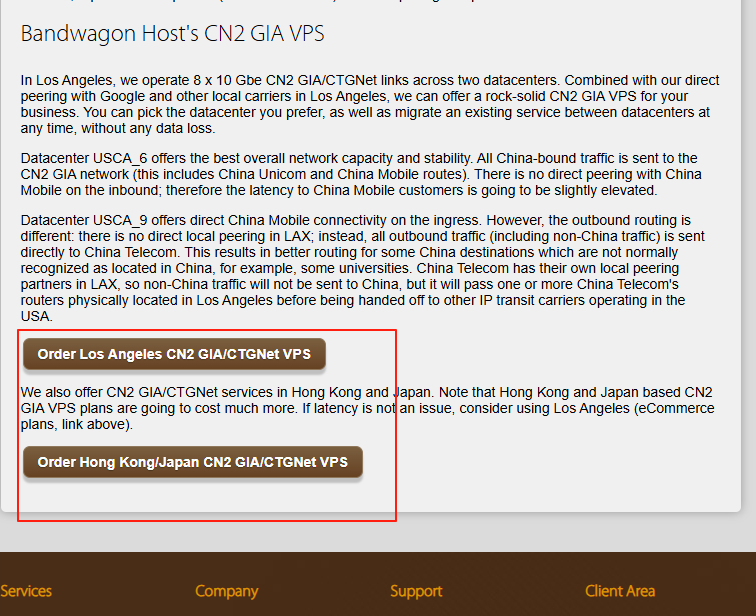 Bandwagon Host's CN2 GIA VPS
In Los Angeles, we operate 8 x 10 Gbe CN2 GIA/CTGNet links across two datacenters. Combined with our direct
peering with Google and other local carriers in Los Angeles, we can offer a rock-solid CN2 GIA VPS for your
business. You can pick the datacenter you prefer, as well as migrate an existing service between datacenters at
any time, without any data loss.
Datacenter USCA_6 offers the best overall network capacity and stability. All China-bound traffic is sent to the
CN2 GIA network (this includes China Unicom and China Mobile routes). There is no direct peering with China
Mobile on the inbound; therefore the latency to China Mobile customers is going to be slightly elevated.
Datacenter USCA_9 offers direct China Mobile connectivity on the ingress. However, the outbound routing is
different: there is no direct local peering in LAX; instead, all outbound traffic (including non-China traffic) is sent
directly to China Telecom. This results in better routing for some China destinations which are not normally
recognized as located in China, for example, some universities. China Telecom has their own local peering
partners in LAX, so non-China traffic will not be sent to China, but it will pass one or more China Telecom's
routers physically located in Los Angeles before being handed off to other IP transit carriers operating in the
USA.
Order Los Angeles CN2 GIA/CTGNet VPS
We also offer CN2 GIA/CTGNet services in Hong Kong and Japan. Note that Hong Kong and Japan based CN2
GIA VPS plans are going to cost much more. If latency is not an issue, consider using Los Angeles (eCommerce
plans, link above).
Order Hong Kong/Japan CN2 GIA/CTGNet VPS
Services Company Support Client Area